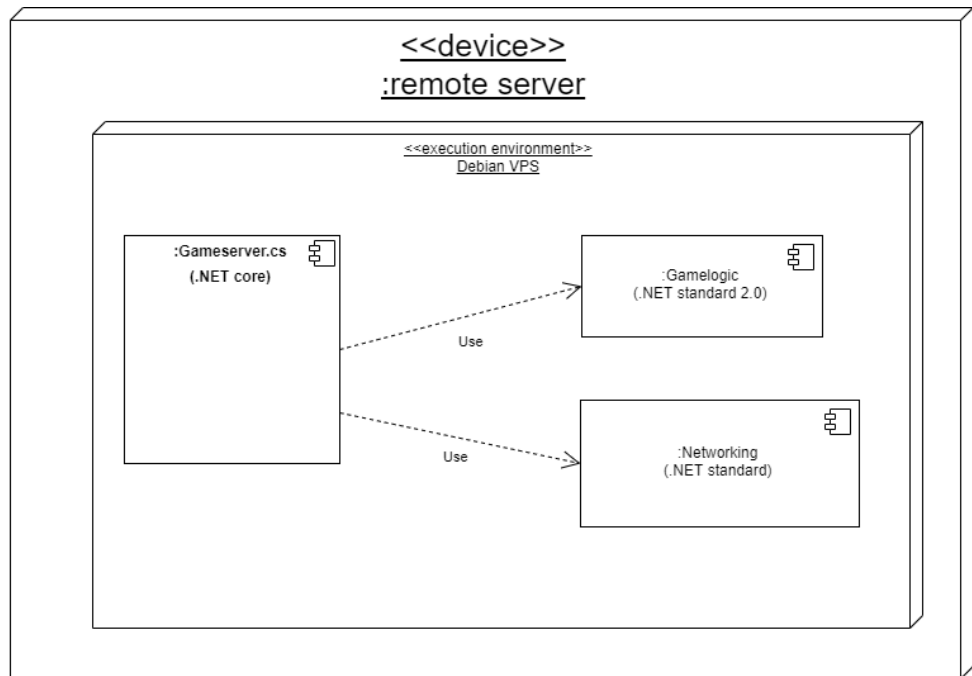 <<device>>
:remote server
<<execution environment>>
Debian VPS
:Gameserver.cs
(.NET core)
:Gamelogic
(.NET standard 2.0)
Use
:Networking
(.NET standard)
Use